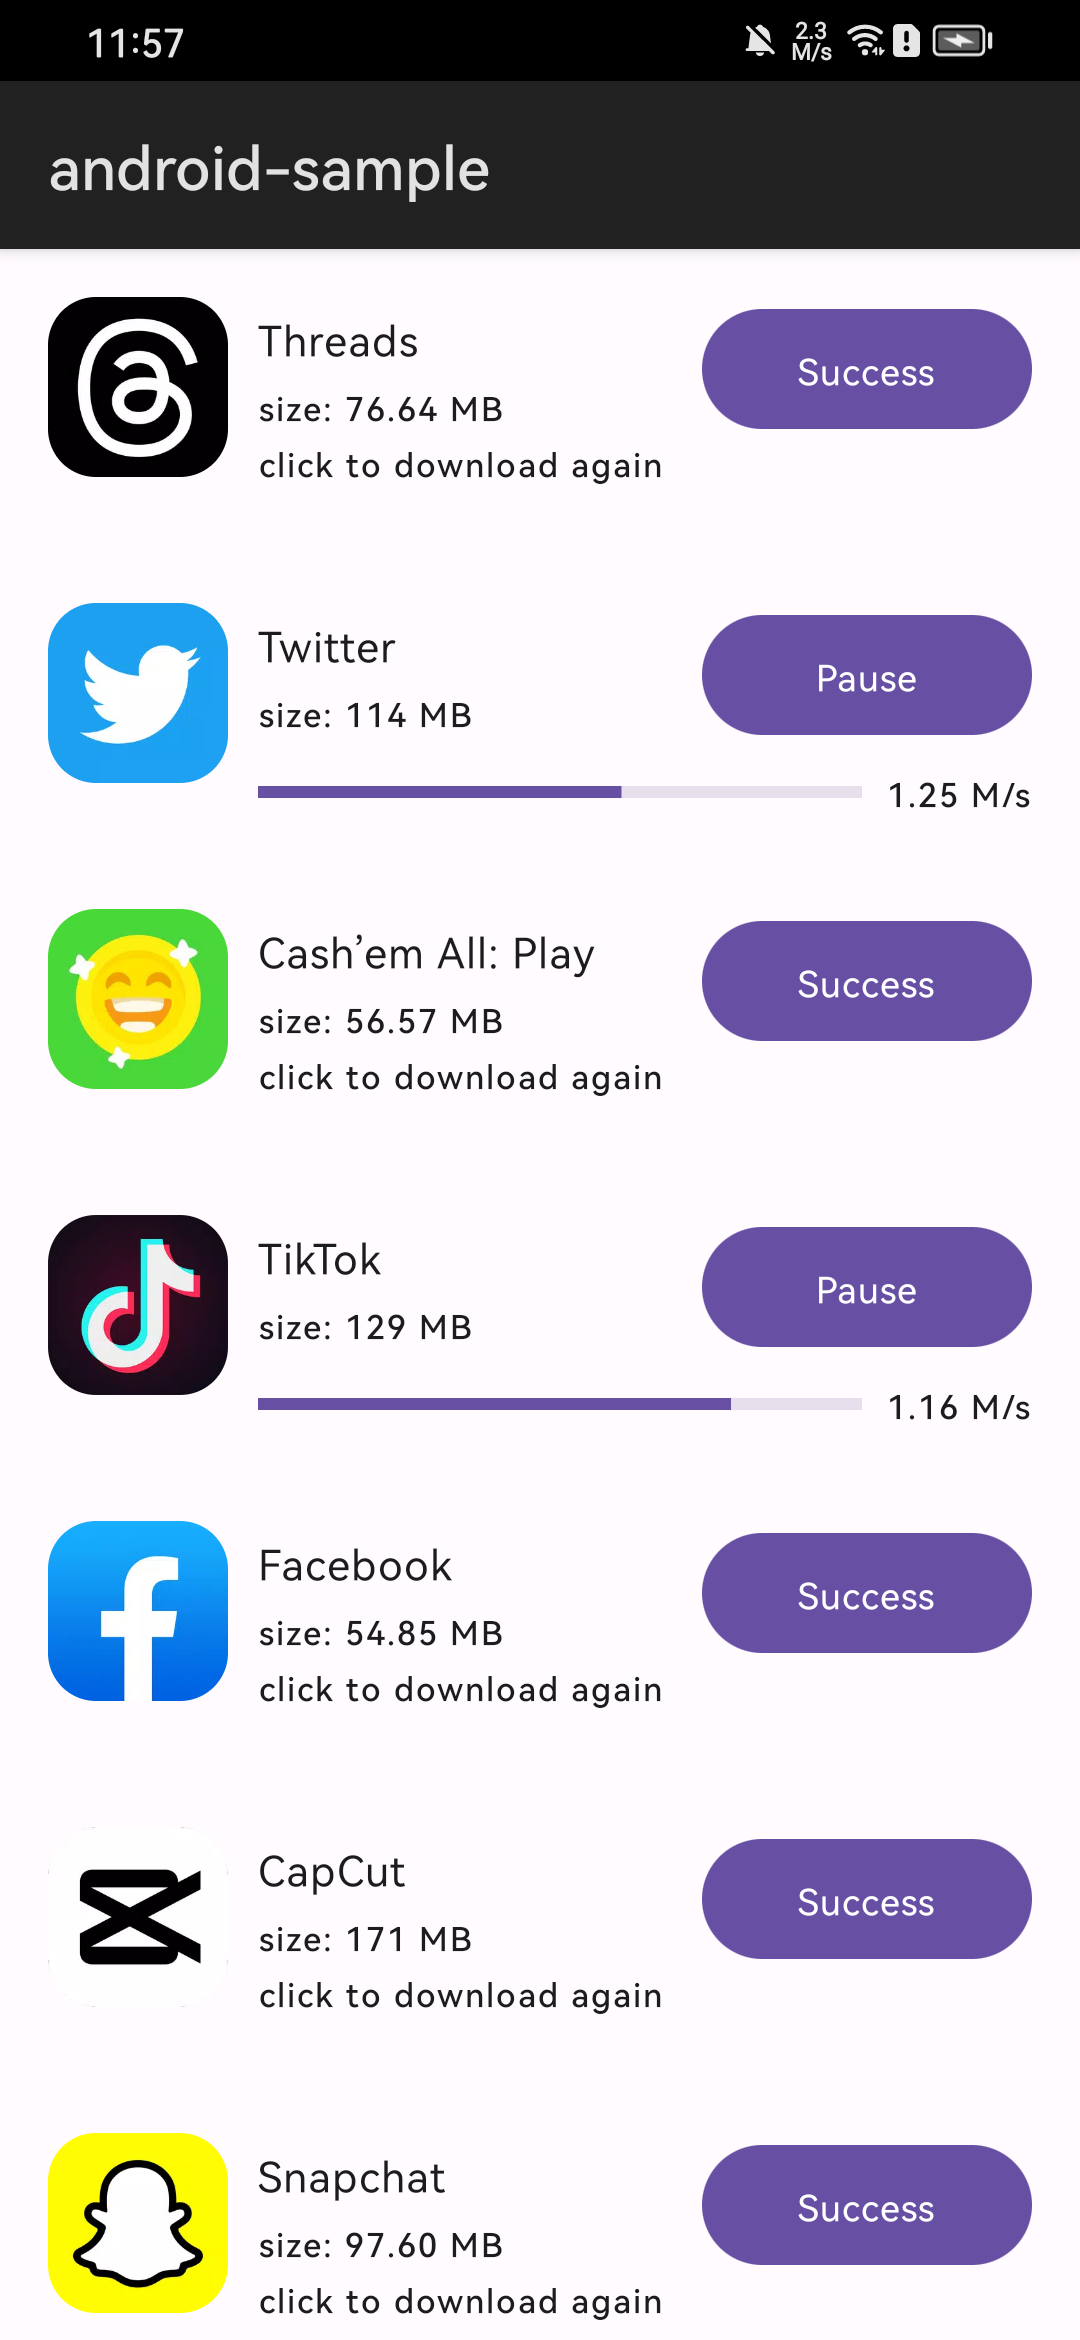 11:57
2.3
M/s
android-sample
Threads
Success
size: 76.64 MB
click to download again
Twitter
Pause
size: 114 MB
1.25 M/s
Cash’em All: Play
Success
size: 56.57 MB
click to download again
TikTok
Pause
size: 129 MB
1.16 M/s
Facebook
Success
size: 54.85 MB
click to download again
CapCut
Success
size: 171 MB
click to download again
Snapchat
Success
size: 97.60 MB
click to download again